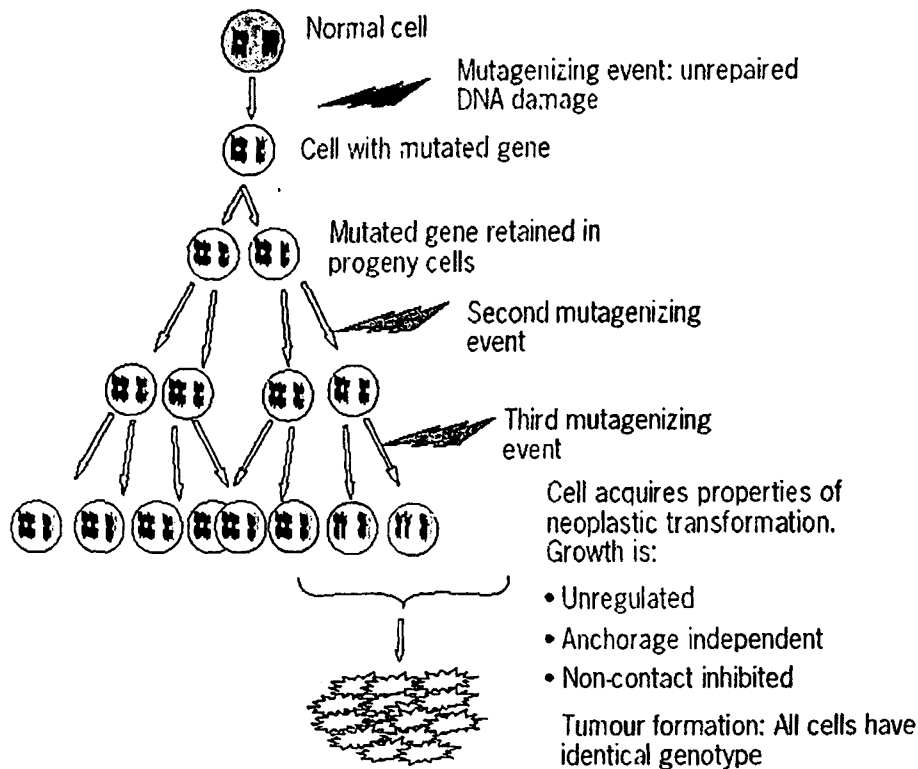 Normal cell
Mutagenizing event: unrepaired
DNA damage
Cell with mutated gene
Mutated gene retained in
progeny cells
Second mutagenizing
event
Third mutagenizing
event
Cell acquires properties of
neoplastic transformation.
Growth is:
• Unregulated
• Anchorage independent
• Non-contact inhibited
Tumour formation: All cells have
identical genotype